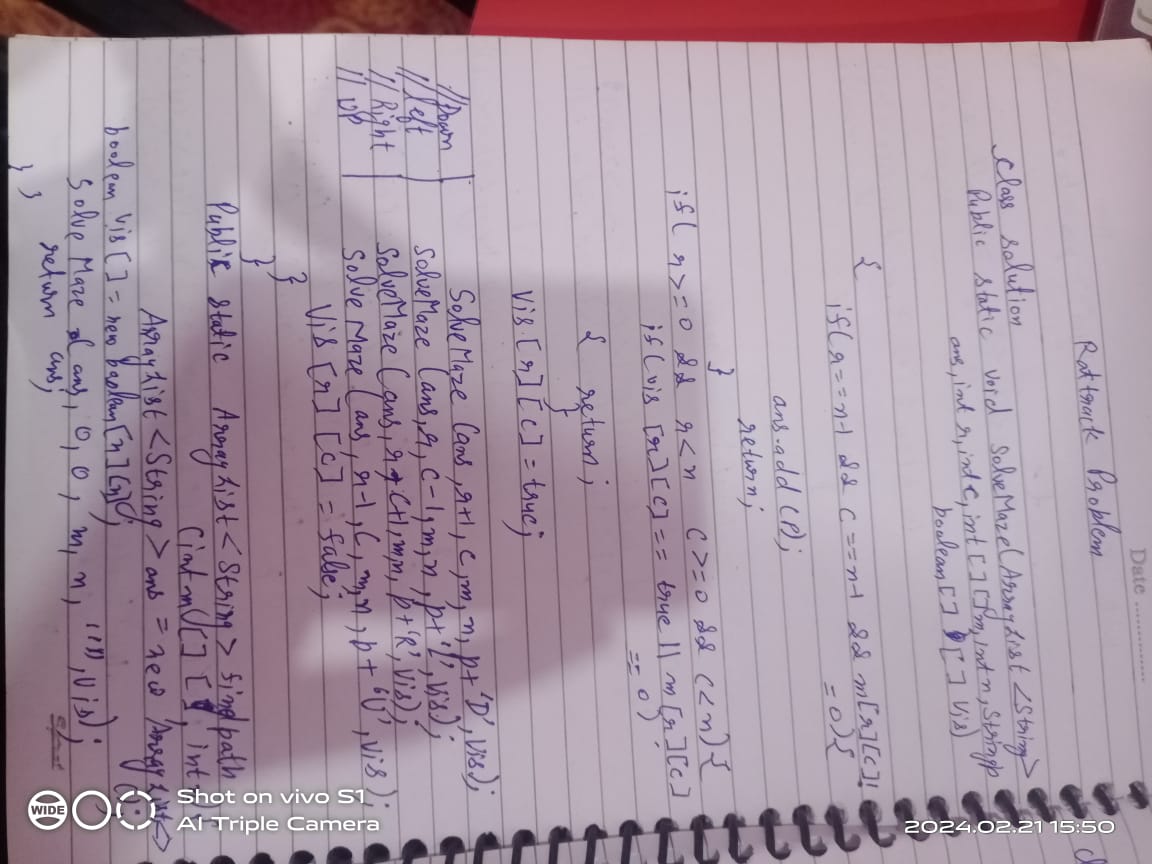 Date
Rattrack Problem
class solution
Public static void solveMaze(ArrayList<String>
ans, int r, int c, int[][]m, int n, String p
boolean[][] vis)
{
if(r==n-1 && c==n-1 && m[r][c]!
=0){
ans.add(p);
return;
}
if( r>=0 && r<n c>=0 && c<n){
if(vis[r][c]==true || m[r][c]
==0)
{ return;
}
vis.[r][c]=true;
//Down solveMaze(ans,r+1, c,m, n, p+'D', vis);
//left solveMaze(ans,r, c-1,m,n, p+'L', vis);
//Right solveMaze(ans,r, c+1,m,n, p+'R', vis);
//Up solveMaze(ans, r-1, c, m,n, p+'U', vis);
vis[r][c]=false;
}
}
Public static ArrayList<String> findpath
(int m[][], int
ArrayList<String> ans = new ArrayList<>
();
boolean vis[]=new boolean[n][n];
solve Maze ans, 0, 0, m, n, "", vis);
return ans;
} }
WIDE
Shot on vivo S1
AI Triple Camera
2024.02.21 15:50